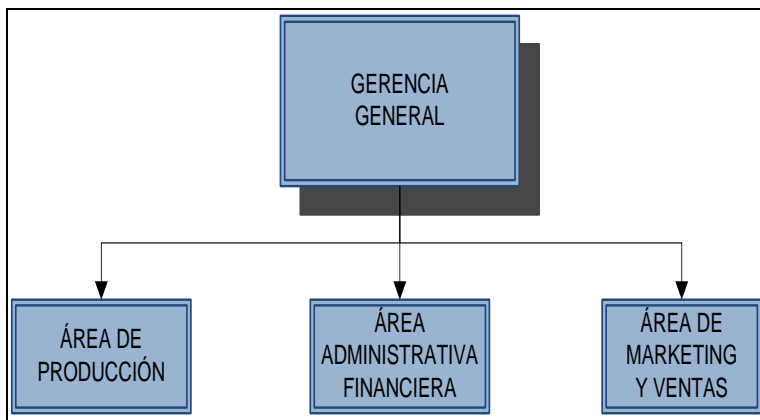 GERENCIA
GENERAL
ÁREA DE
PRODUCCIÓN
ÁREA
ADMINISTRATIVA
FINANCIERA
ÁREA DE
MARKETING
Y VENTAS